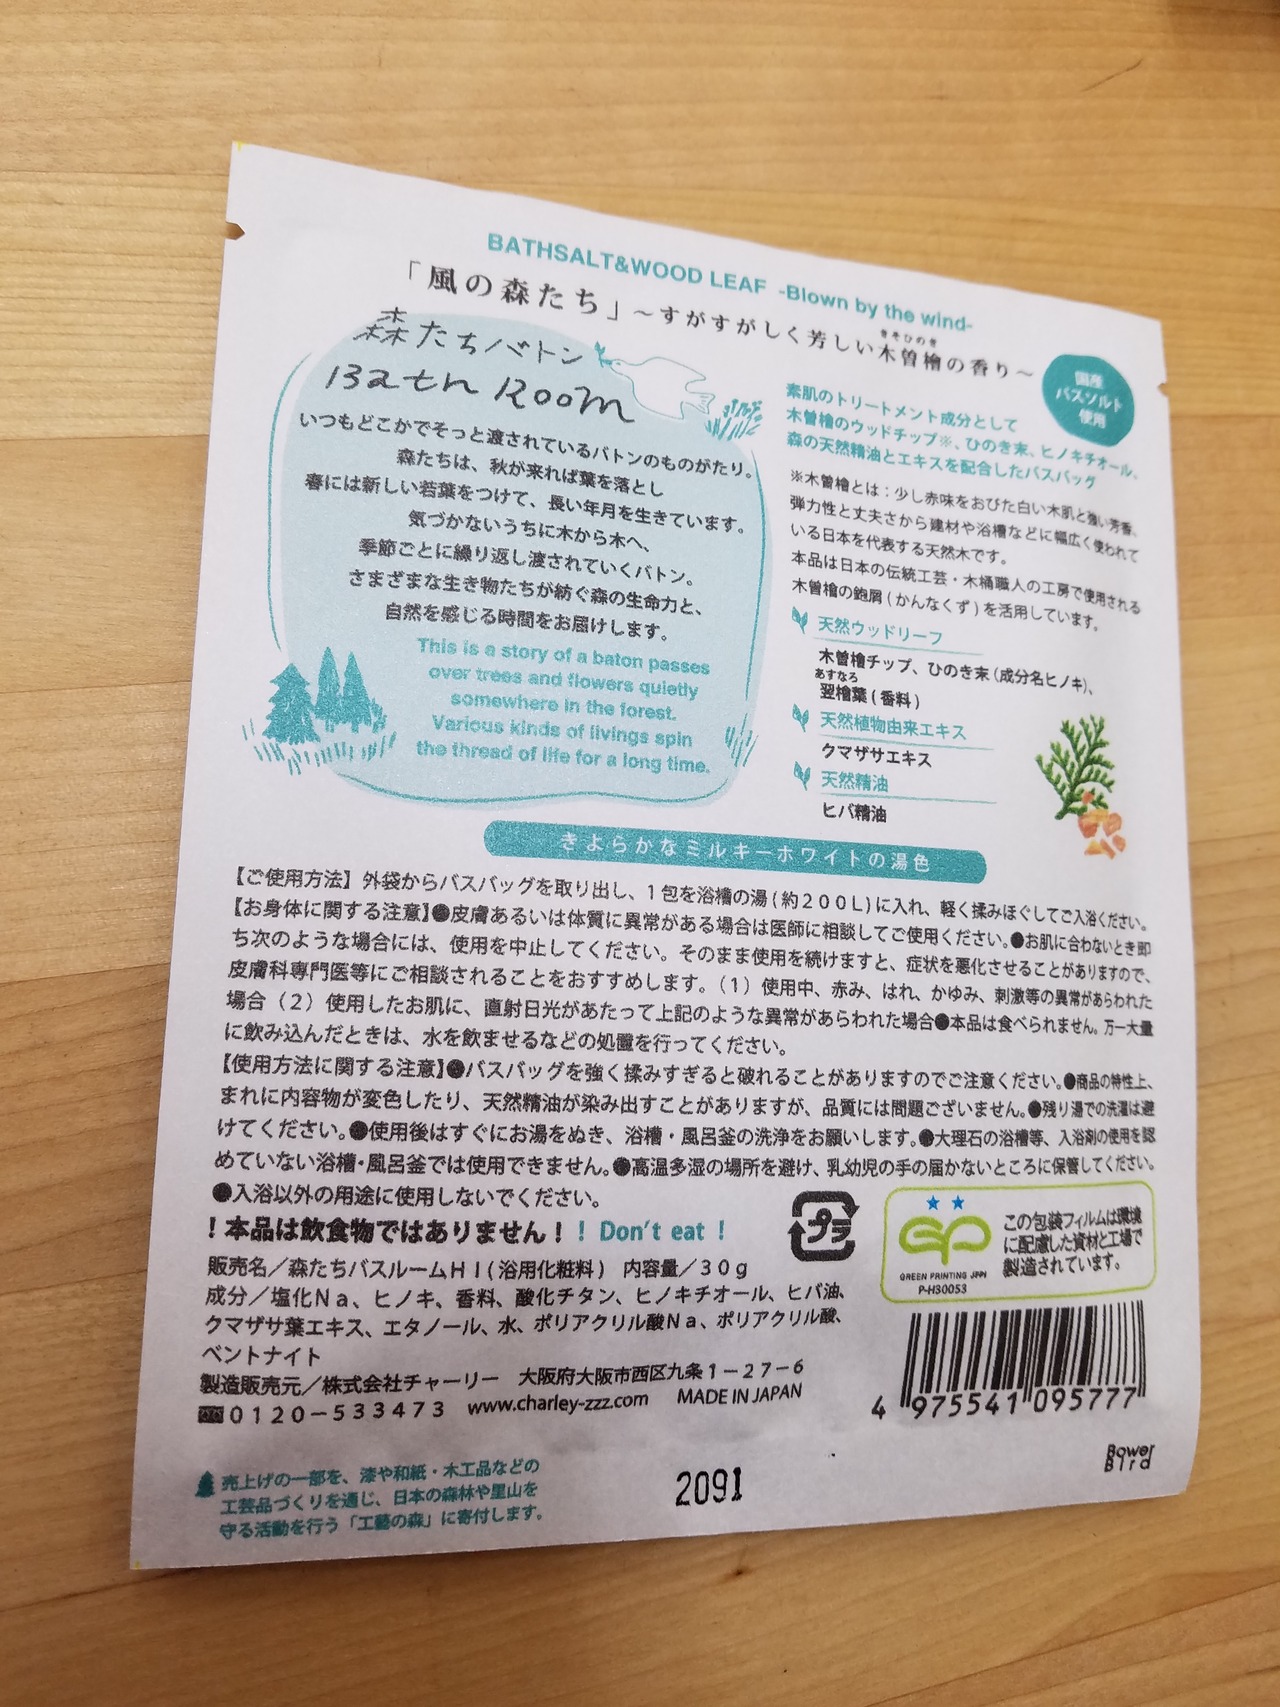 BATHSALT&WOOD LEAF -Blown by the wind-
「風の森たち」~すがすがしく芳しい木曽檜の香り~
きそひのき
森たちバトン
Bath Room
いつもどこかでそっと渡されているバトンのものがたり。
森たちは、秋が来れば葉を落とし
春には新しい若葉をつけて、長い年月を生きています。
気づかないうちに木から木へ、
季節ごとに繰り返し渡されていくバトン。
さまざまな生き物たちが紡ぐ森の生命力と、
自然を感じる時間をお届けします。
This is a story of a baton passes
over trees and flowers quietly
somewhere in the forest.
Various kinds of livings spin
the thread of life for a long time.
国産
バスソルト
使用
素肌のトリートメント成分として
木曽檜のウッドチップ※、ひのき末、ヒノキチオール、
森の天然精油とエキスを配合したバスバッグ
※木曽檜とは:少し赤味をおびた白い木肌と強い芳香、
弾力性と丈夫さから建材や浴槽などに幅広く使われて
いる日本を代表する天然木です。
本品は日本の伝統工芸・木桶職人の工房で使用される
木曽檜の鉋屑(かんなくず)を活用しています。
天然ウッドリーフ
木曽檜チップ、ひのき末(成分名ヒノキ)、
あすなろ
翌檜葉(香料)
天然植物由来エキス
クマザサエキス
天然精油
ヒバ精油
きよらかなミルキーホワイトの湯色
【ご使用方法】外袋からバスバッグを取り出し、1包を浴槽の湯(約200L)に入れ、軽く揉みほぐしてご入浴ください。
【お身体に関する注意】●皮膚あるいは体質に異常がある場合は医師に相談してご使用ください。●お肌に合わないとき即
ち次のような場合には、使用を中止してください。そのまま使用を続けますと、症状を悪化させることがありますので、
皮膚科専門医等にご相談されることをおすすめします。(1)使用中、赤み、はれ、かゆみ、刺激等の異常があらわれた
場合(2)使用したお肌に、直射日光があたって上記のような異常があらわれた場合●本品は食べられません。万一大量
に飲み込んだときは、水を飲ませるなどの処置を行ってください。
【使用方法に関する注意】●バスバッグを強く揉みすぎると破れることがありますのでご注意ください。●商品の特性上、
まれに内容物が変色したり、天然精油が染み出すことがありますが、品質には問題ございません。●残り湯での洗濯は避
けてください。●使用後はすぐにお湯をぬき、浴槽・風呂釜の洗浄をお願いします。●大理石の浴槽等、入浴剤の使用を認
めていない浴槽・風呂釜では使用できません。●高温多湿の場所を避け、乳幼児の手の届かないところに保管してください。
●入浴以外の用途に使用しないでください。
!本品は飲食物ではありません!! Don't eat !
プラ
GP
GREEN PRINTING JFPI
P-H30053
この包装フィルムは環境
に配慮した資材と工場で
製造されています。
販売名/森たちバスルームHI(浴用化粧料) 内容量/30g
成分/塩化Na、ヒノキ、香料、酸化チタン、ヒノキチオール、ヒバ油、
クマザサ葉エキス、エタノール、水、ポリアクリル酸Na、ポリアクリル酸、
ベントナイト
製造販売元/株式会社チャーリー 大阪府大阪市西区九条1-27-6
0120-533473 www.charley-zzz.com MADE IN JAPAN
4 975541 095777
Bower
Bird
売上げの一部を、漆や和紙・木工品などの
工芸品づくりを通じ、日本の森林や里山を
守る活動を行う「工藝の森」に寄付します。
2091